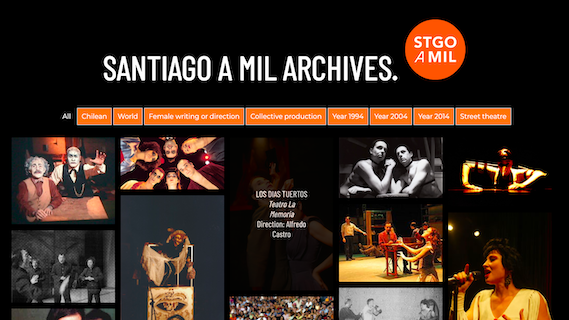 STGO
A MIL
SANTIAGO A MIL ARCHIVES.
All
Chilean
World
Female writing or direction
Collective production
Year 1994
Year 2004
Year 2014
Street theatre
LOS DIAS TUERTOS
Teatro La
Memoria
Direction: Alfredo
Castro